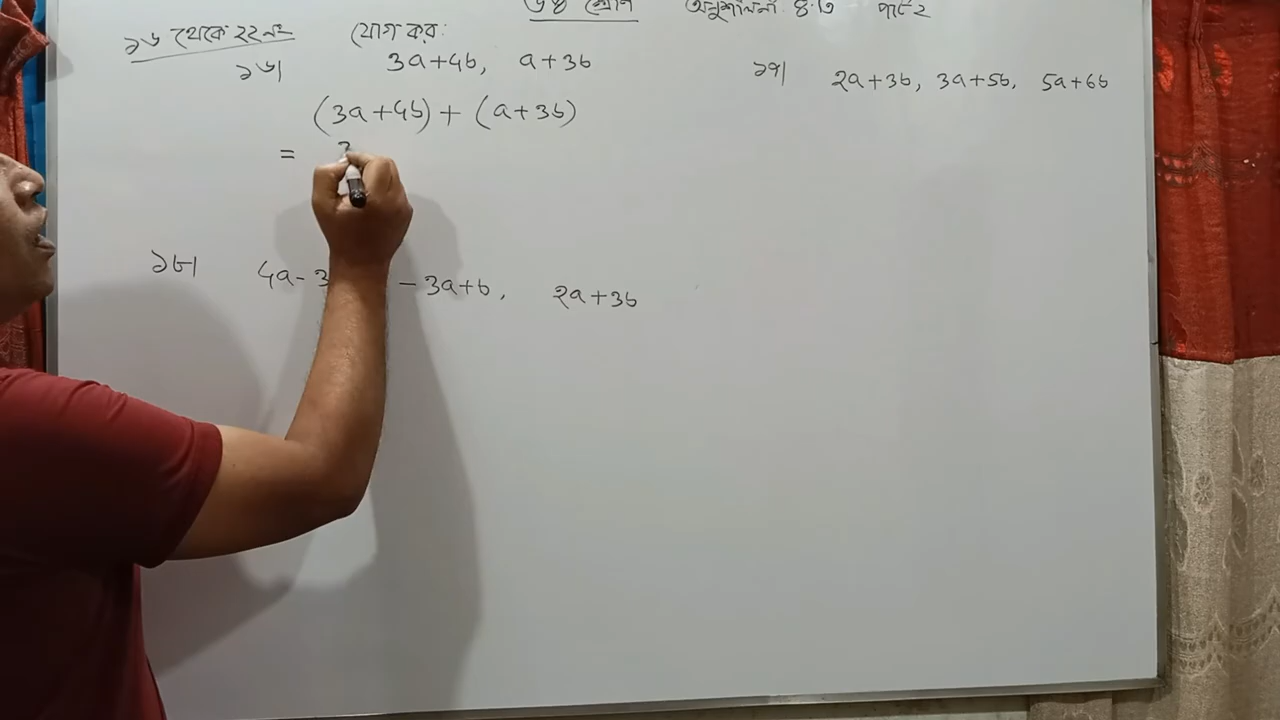 ৬ষ্ঠ শ্রেণি অনুশীলনী ৪.৩ পার্ট ২
১৬ থেকে ২২ নং যোগ কর:
১৬। 3a+4b, a+3b
(3a+4b) + (a+3b)
=
১৭। 2a+3b, 3a+5b, 5a+6b
১৮। 4a-3 -3a+b, 2a+3b